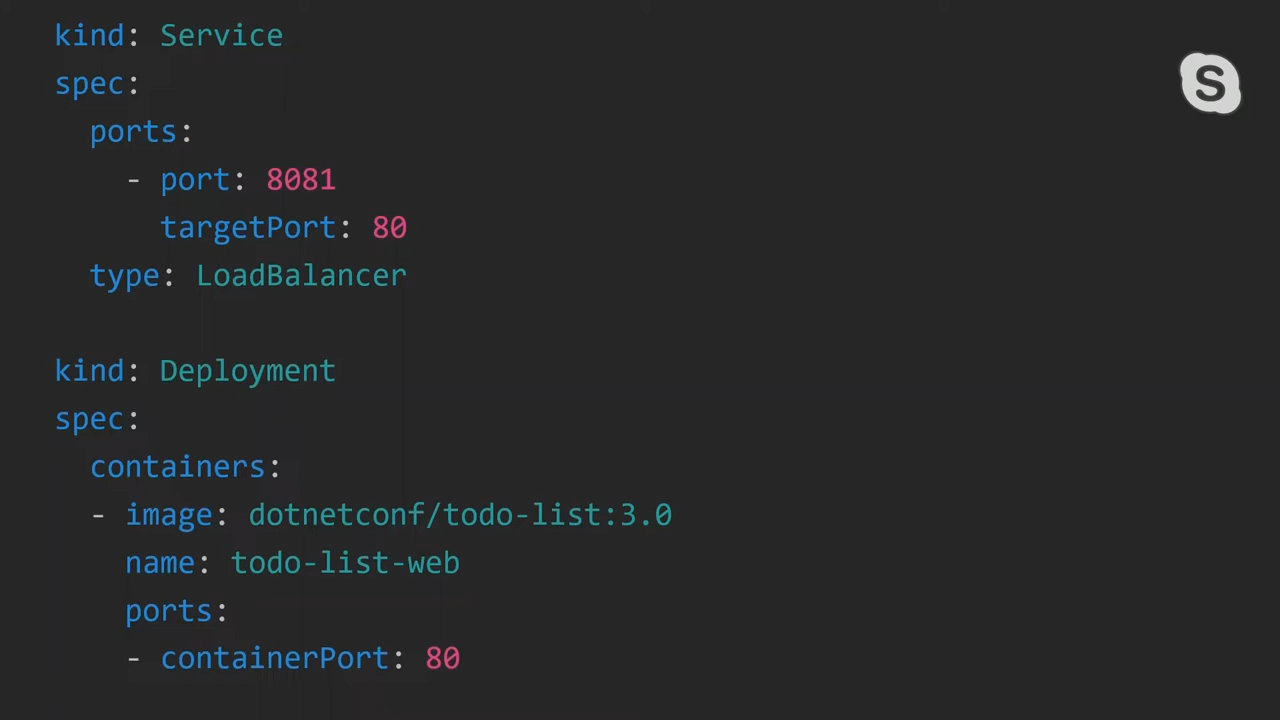 kind: Service
spec:
  ports:
    - port: 8081
      targetPort: 80
  type: LoadBalancer
kind: Deployment
spec:
  containers:
  - image: dotnetconf/todo-list:3.0
    name: todo-list-web
    ports:
    - containerPort: 80
S